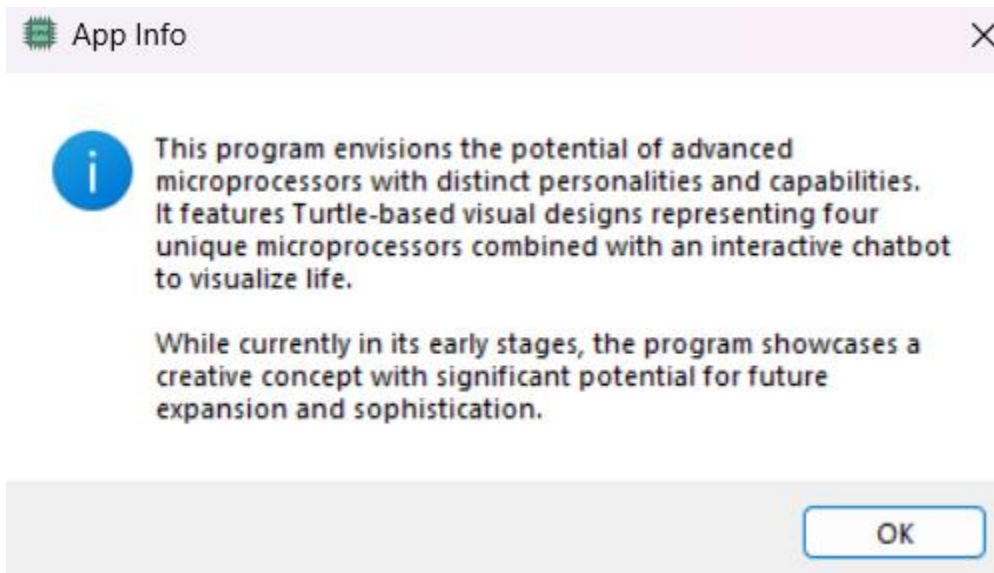 App Info
This program envisions the potential of advanced
microprocessors with distinct personalities and capabilities.
It features Turtle-based visual designs representing four
unique microprocessors combined with an interactive chatbot
to visualize life.
While currently in its early stages, the program showcases a
creative concept with significant potential for future
expansion and sophistication.
OK